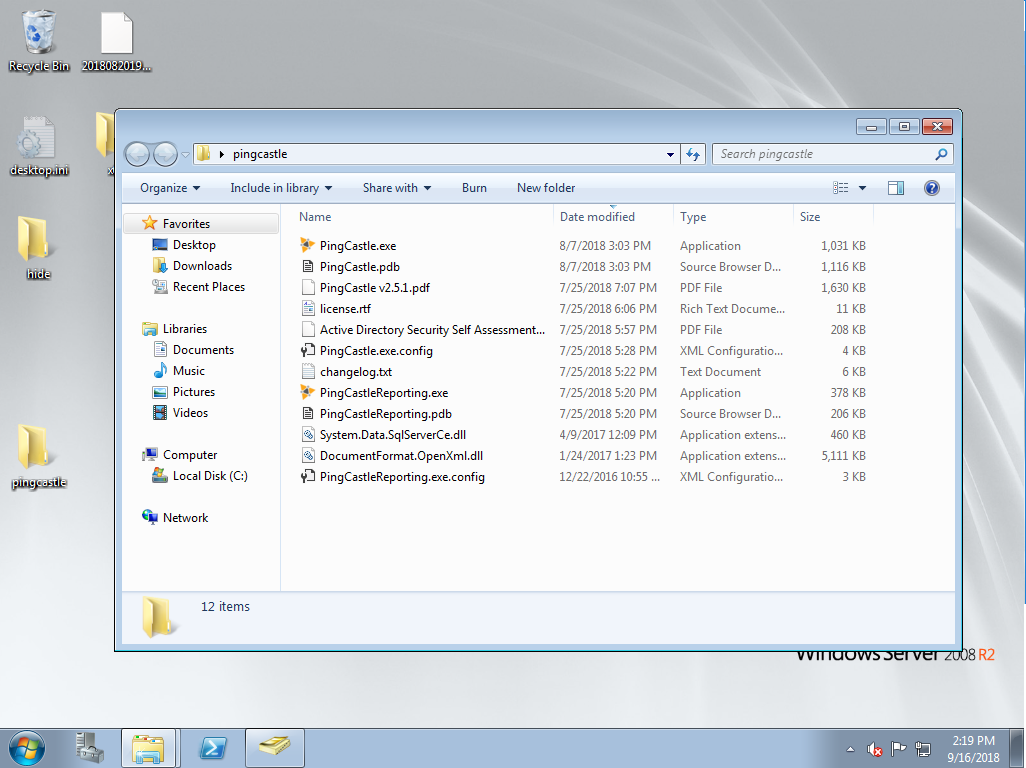 Recycle Bin
2018082019...
desktop.ini
hide
pingcastle
pingcastle
Search pingcastle
Organize
Include in library
Share with
Burn
New folder
Favorites
Desktop
Downloads
Recent Places
Libraries
Documents
Music
Pictures
Videos
Computer
Local Disk (C:)
Network
Name Date modified Type Size
PingCastle.exe 8/7/2018 3:03 PM Application 1,031 KB
PingCastle.pdb 8/7/2018 3:03 PM Source Browser D... 1,116 KB
PingCastle v2.5.1.pdf 7/25/2018 7:07 PM PDF File 1,630 KB
license.rtf 7/25/2018 6:06 PM Rich Text Docume... 11 KB
Active Directory Security Self Assessment... 7/25/2018 5:57 PM PDF File 208 KB
PingCastle.exe.config 7/25/2018 5:28 PM XML Configuratio... 4 KB
changelog.txt 7/25/2018 5:22 PM Text Document 6 KB
PingCastleReporting.exe 7/25/2018 5:20 PM Application 378 KB
PingCastleReporting.pdb 7/25/2018 5:20 PM Source Browser D... 206 KB
System.Data.SqlServerCe.dll 4/9/2017 12:09 PM Application extens... 460 KB
DocumentFormat.OpenXml.dll 1/24/2017 1:23 PM Application extens... 5,111 KB
PingCastleReporting.exe.config 12/22/2016 10:55 ... XML Configuratio... 3 KB
12 items
Windows Server 2008 R2
2:19 PM
9/16/2018